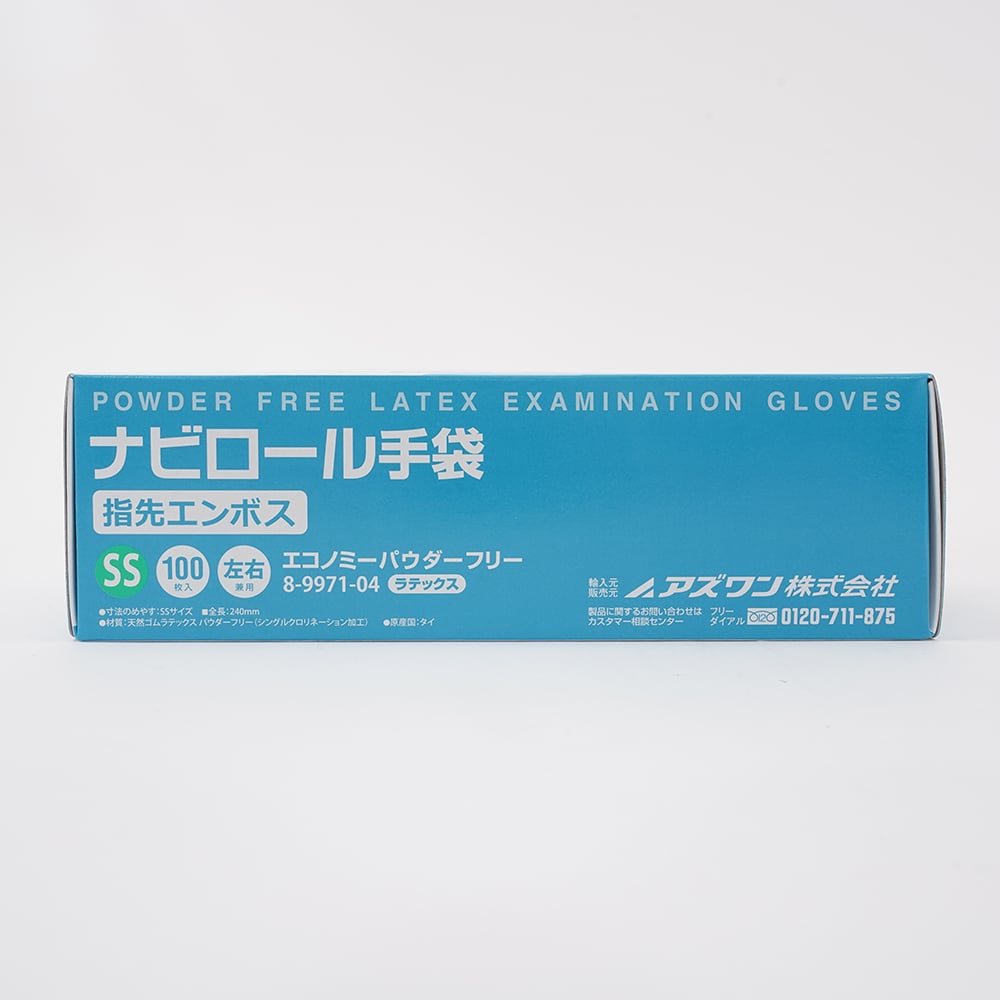 POWDER FREE LATEX EXAMINATION GLOVES
ナビロール手袋
指先エンボス
SS
100
枚入
左右
兼用
エコノミーパウダーフリー
8-9971-04 ラテックス
●寸法のめやす:SSサイズ ■全長:240mm
●材質:天然ゴムラテックス パウダーフリー(シングルクロリネーション加工) ●原産国:タイ
輸入元
販売元
アズワン株式会社
製品に関するお問い合わせは
カスタマー相談センター
フリー
ダイアル
0120-711-875